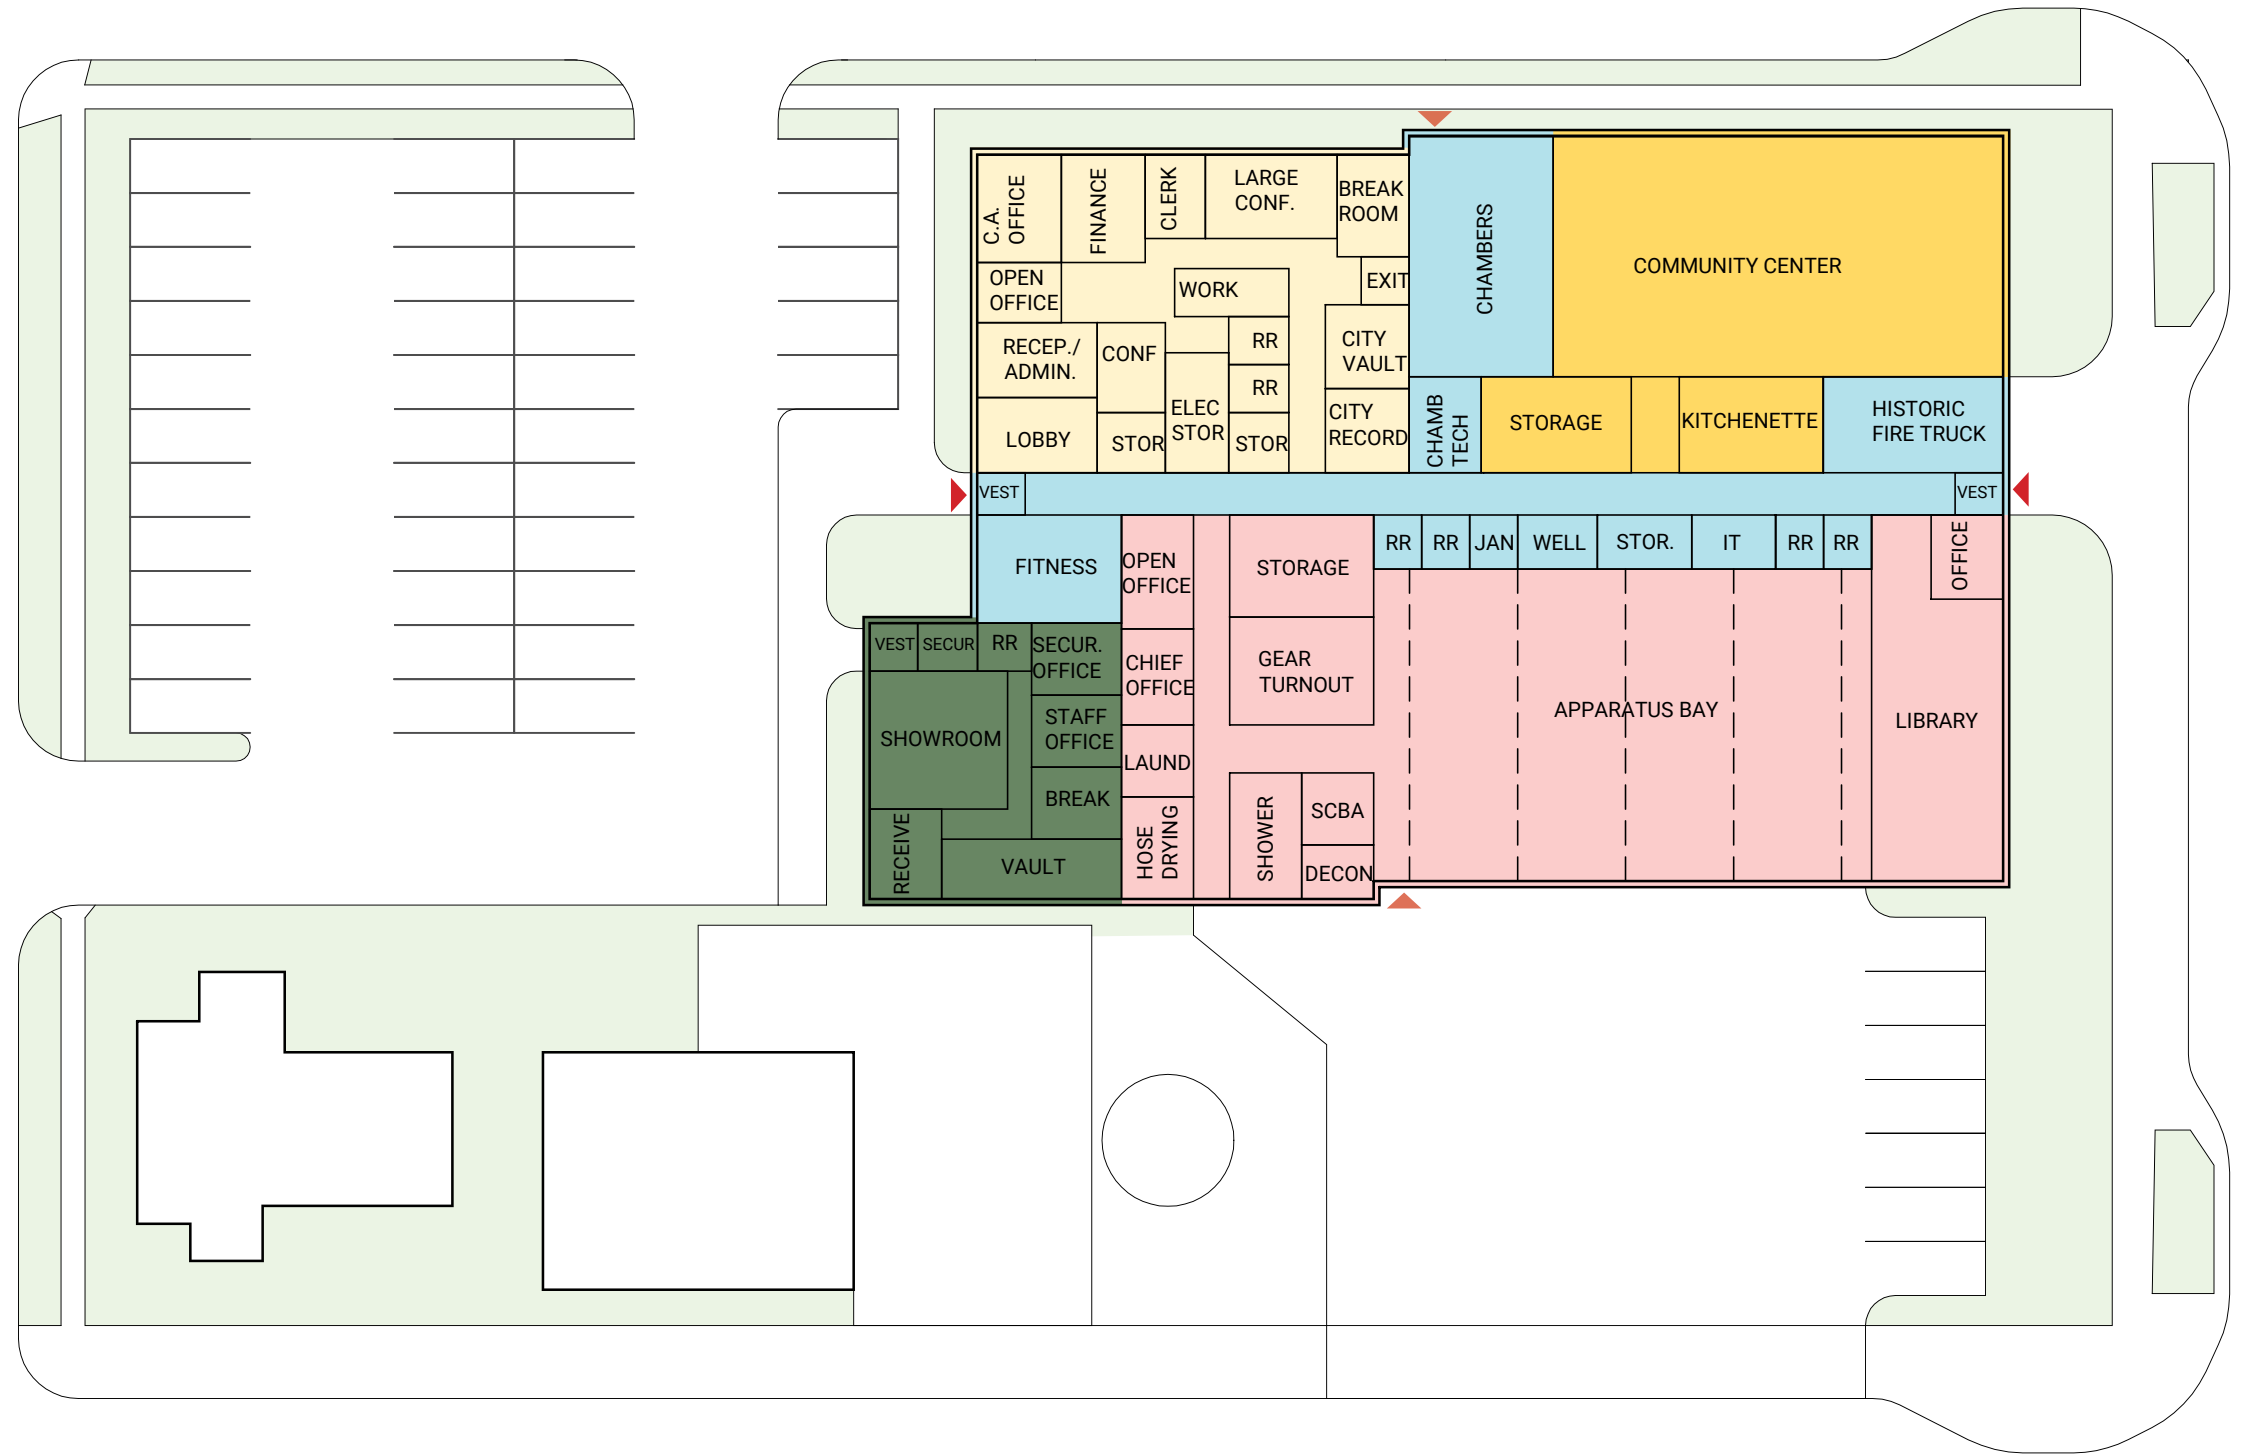 C.A.
OFFICE
FINANCE
CLERK
LARGE
CONF.
BREAK
ROOM
CHAMBERS
COMMUNITY CENTER
OPEN
OFFICE
WORK
EXIT
RECEP./
ADMIN.
CONF
RR
CITY
VAULT
RR
LOBBY
STOR
ELEC
STOR
STOR
CITY
RECORD
CHAMB
TECH
STORAGE
KITCHENETTE
HISTORIC
FIRE TRUCK
VEST
VEST
FITNESS
OPEN
OFFICE
STORAGE
RR
RR
JAN
WELL
STOR.
IT
RR
RR
OFFICE
VEST
SECUR
RR
SECUR.
OFFICE
CHIEF
OFFICE
GEAR
TURNOUT
APPARATUS BAY
LIBRARY
SHOWROOM
STAFF
OFFICE
LAUND
BREAK
RECEIVE
VAULT
HOSE
DRYING
SHOWER
SCBA
DECON